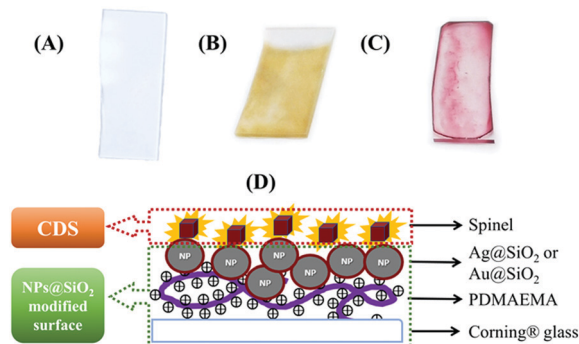 (A)
(B)
(C)
(D)
CDS
NPs@SiO₂
modified
surface
NP
NP
NP
NP
NP
NP
NP
Spinel
Ag@SiO₂ or
Au@SiO₂
PDMAEMA
Corning® glass